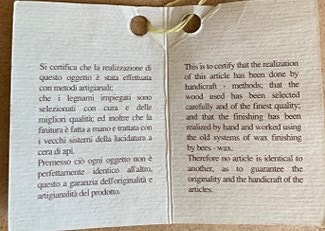 Si certifica che la realizzazione di
questo oggetto è stata effettuata
con metodi artigianali;
che i legnami impiegati sono
selezionati con cura e delle
migliori qualità; ed inoltre che la
finitura è fatta a mano e trattata con
i vecchi sistemi della lucidatura a
cera di api.
Premesso ciò ogni oggetto non è
perfettamente identico all'altro,
questo a garanzia dell'originalità e
artigianalità del prodotto.
This is to certify that the realization
of this article has been done by
handicraft - methods; that the
wood used has been selected
carefully and of the finest quality;
and that the finishing has been
realized by hand and worked using
the old systems of wax finishing
by bees - wax.
Therefore no article is identical to
another, as to guarantee the
originality and the handicraft of the
articles.